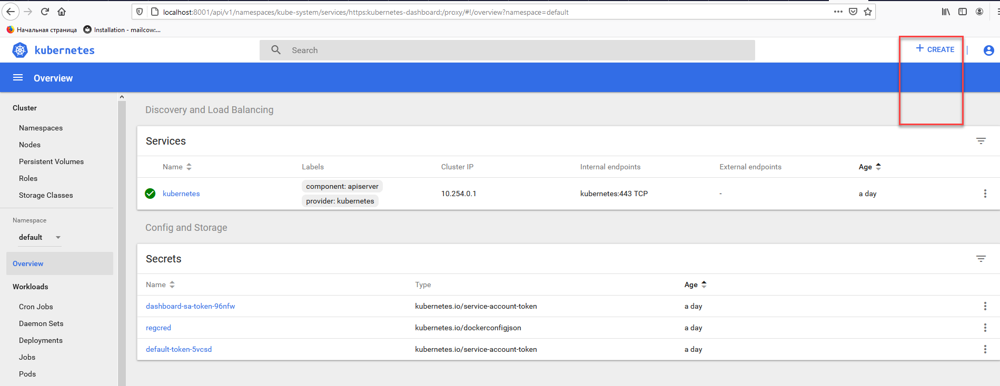 localhost:8001/api/v1/namespaces/kube-system/services/https:kubernetes-dashboard:/proxy/#!/overview?namespace=default
Начальная страница
Installation - mailcow:...
kubernetes
Search
CREATE
Overview
Cluster
Namespaces
Nodes
Persistent Volumes
Roles
Storage Classes
Namespace
default
Overview
Workloads
Cron Jobs
Daemon Sets
Deployments
Jobs
Pods
Discovery and Load Balancing
Services
Name Labels Cluster IP Internal endpoints External endpoints Age
kubernetes component: apiserver provider: kubernetes 10.254.0.1 kubernetes:443 TCP - a day
Config and Storage
Secrets
Name Type Age
dashboard-sa-token-96nfw kubernetes.io/service-account-token a day
regcred kubernetes.io/dockerconfigjson a day
default-token-5vcsd kubernetes.io/service-account-token a day